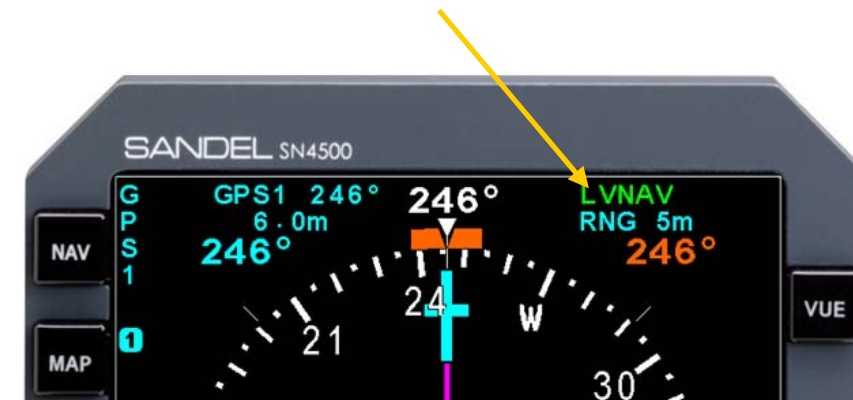 SANDEL SN4500
GPS1 246° 246° LVNAV
6.0m RNG 5m
246° 246°
GPS1
1
NAV
MAP
VUE
24
21
W
30